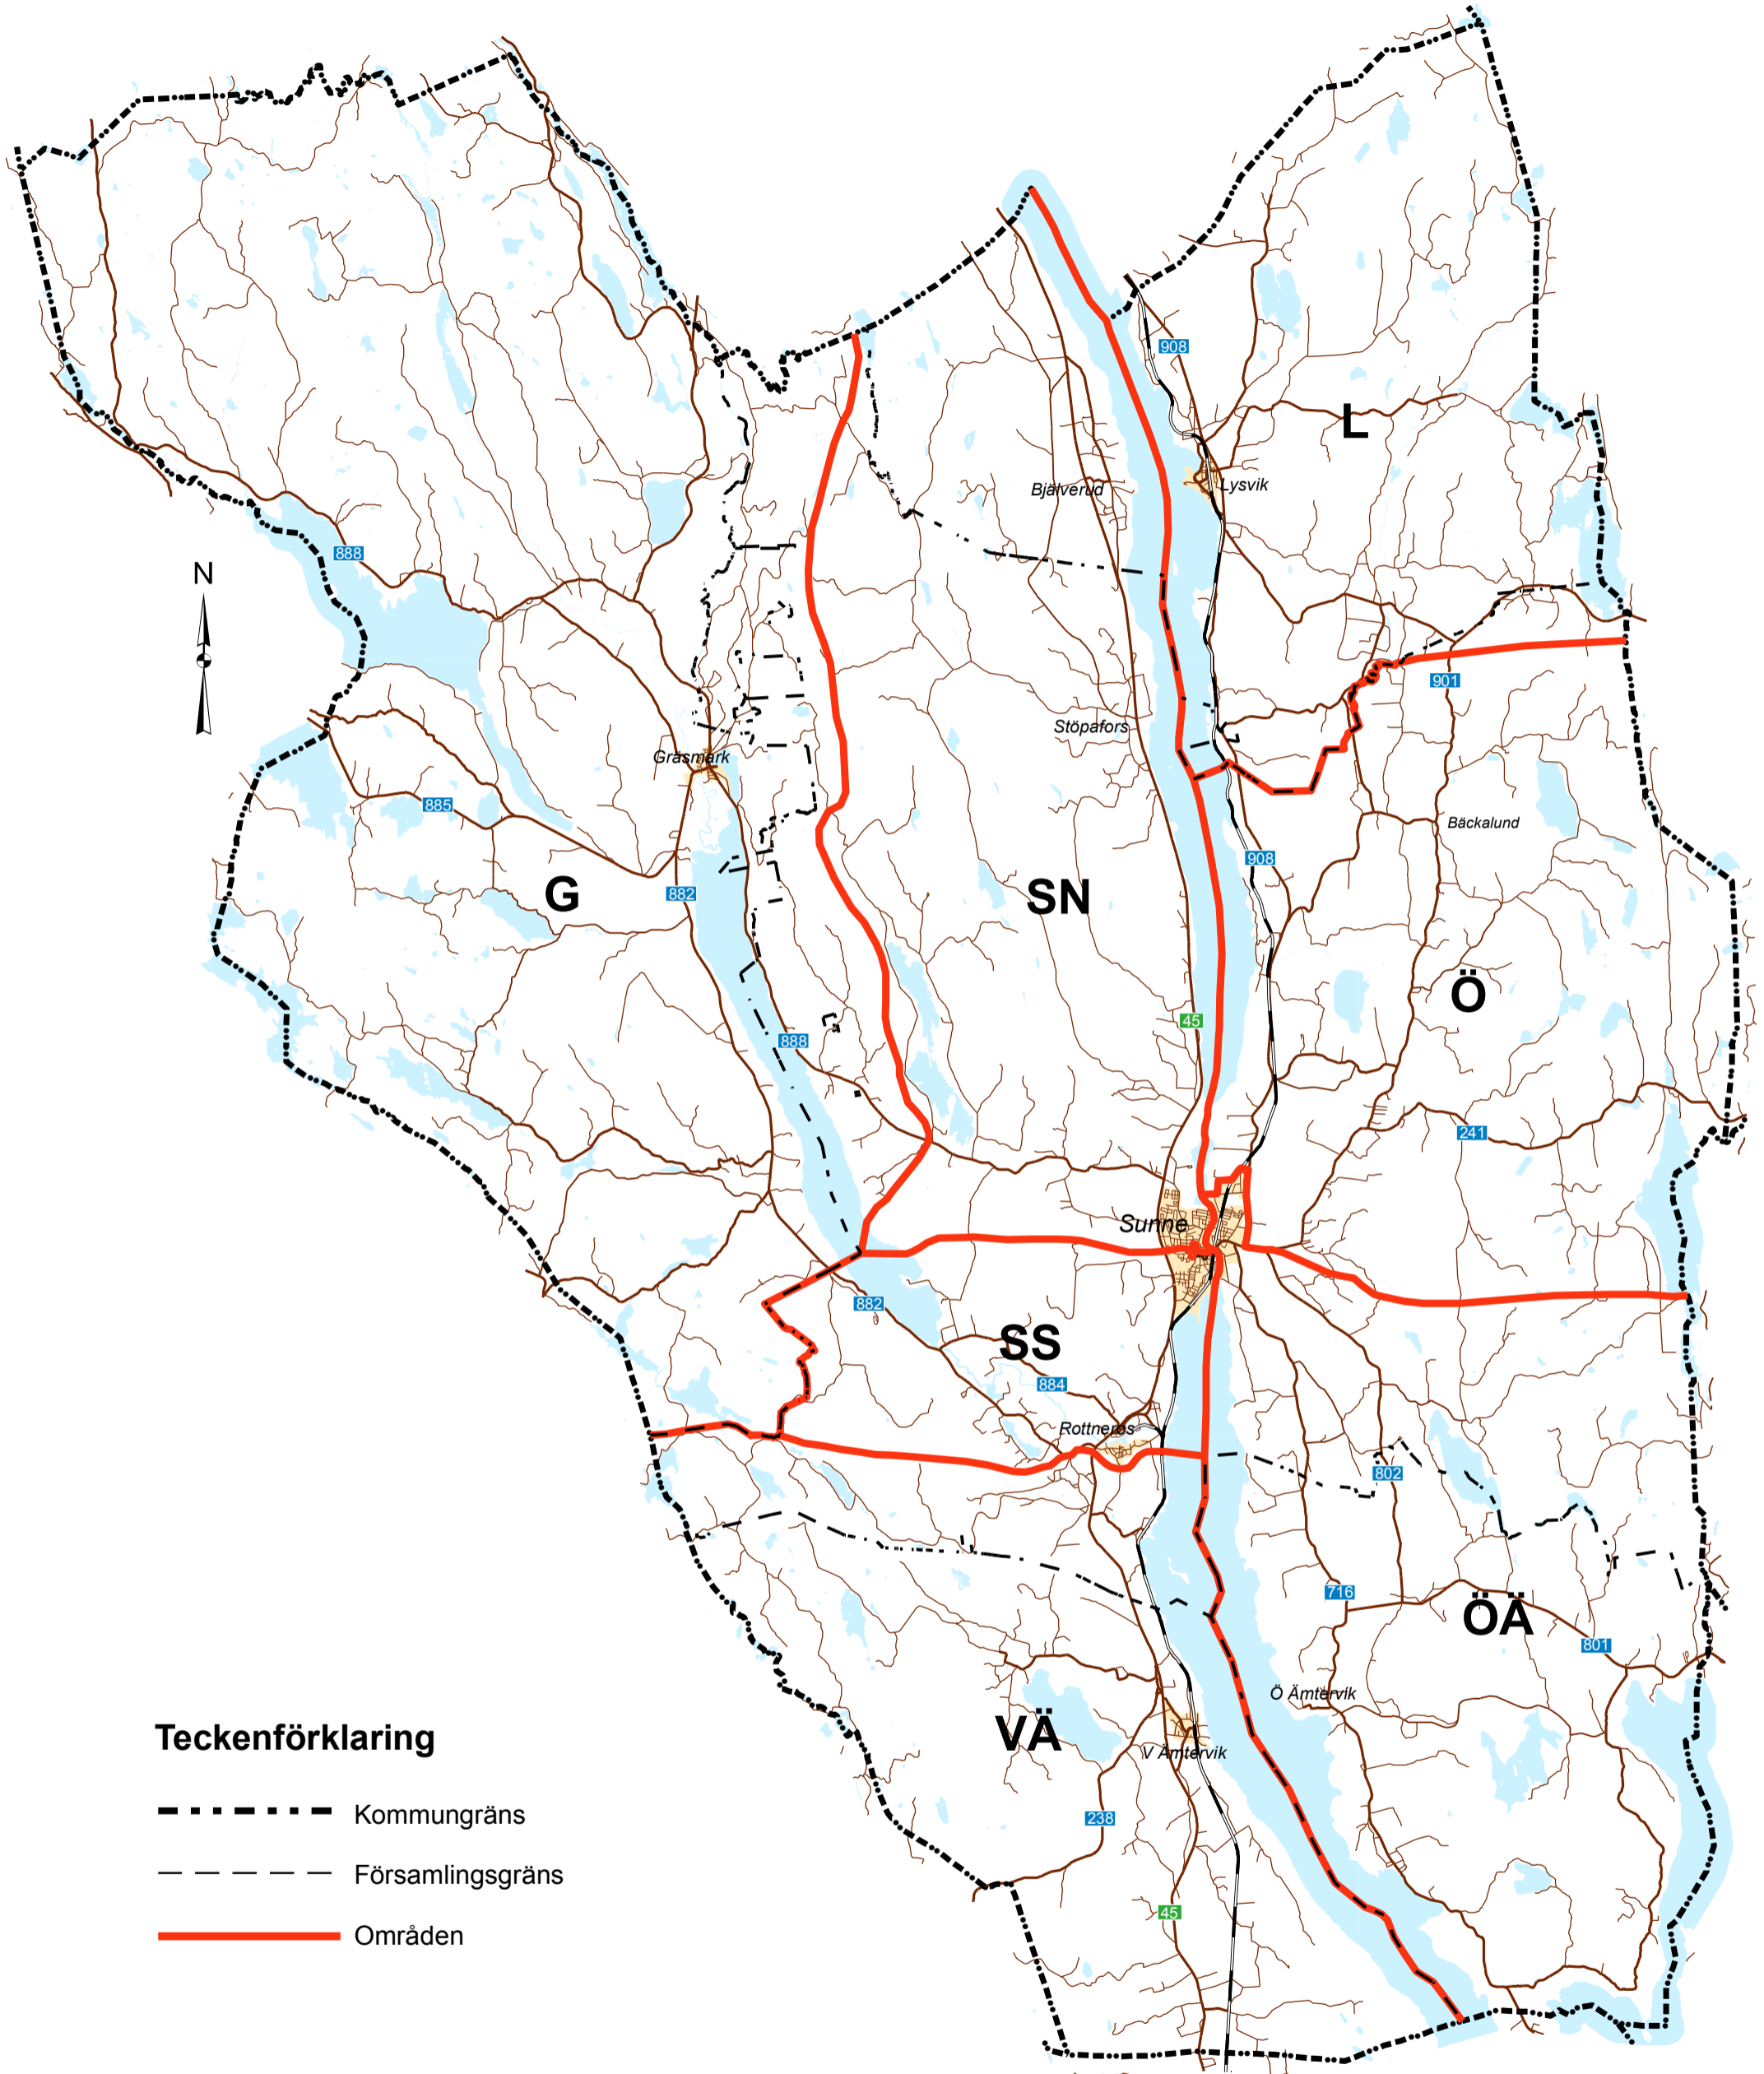 908
L
Bjälverud
Lysvik
888
N
901
Stöpafors
Gräsmark
885
Bäckalund
908
882
G
SN
Ö
45
888
241
Sunne
882
SS
884
Rottneros
802
716
ÖÄ
801
Ö Ämtervik
VÄ
V Ämtervik
238
45
Teckenförklaring
Kommungräns
Församlingsgräns
Områden